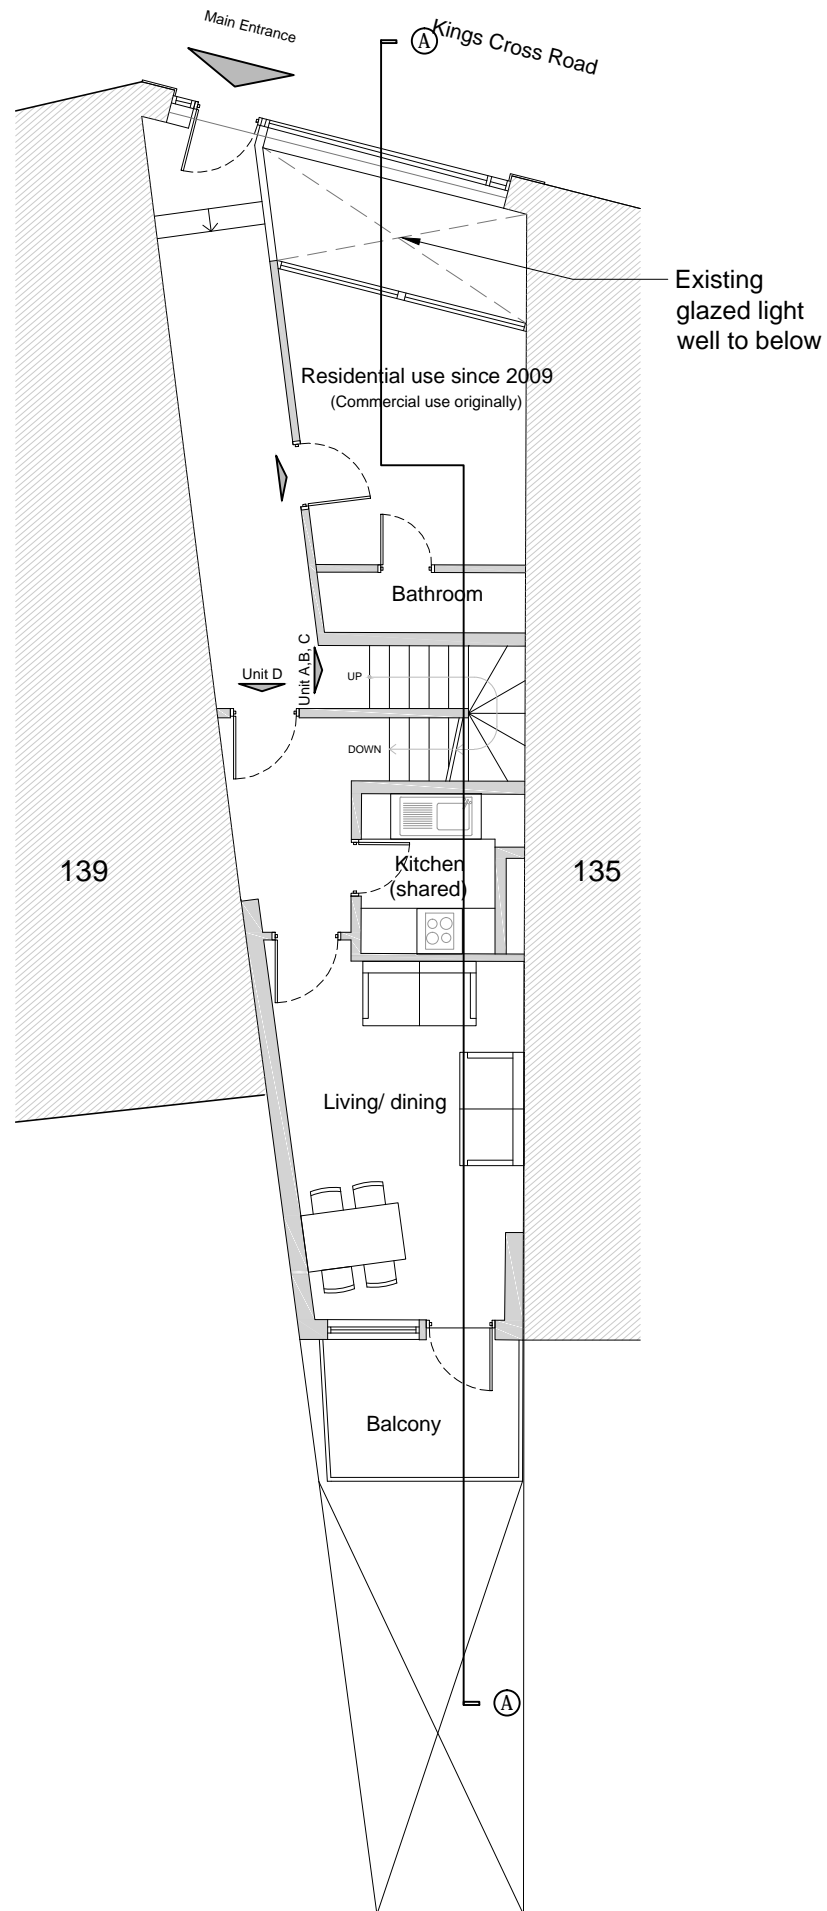 Main Entrance
A
Kings Cross Road
Existing
glazed light
well to below
Residential use since 2009
(Commercial use originally)
Bathroom
Unit D
Unit A,B, C
UP
DOWN
139
Kitchen
(shared)
135
Living/ dining
Balcony
A